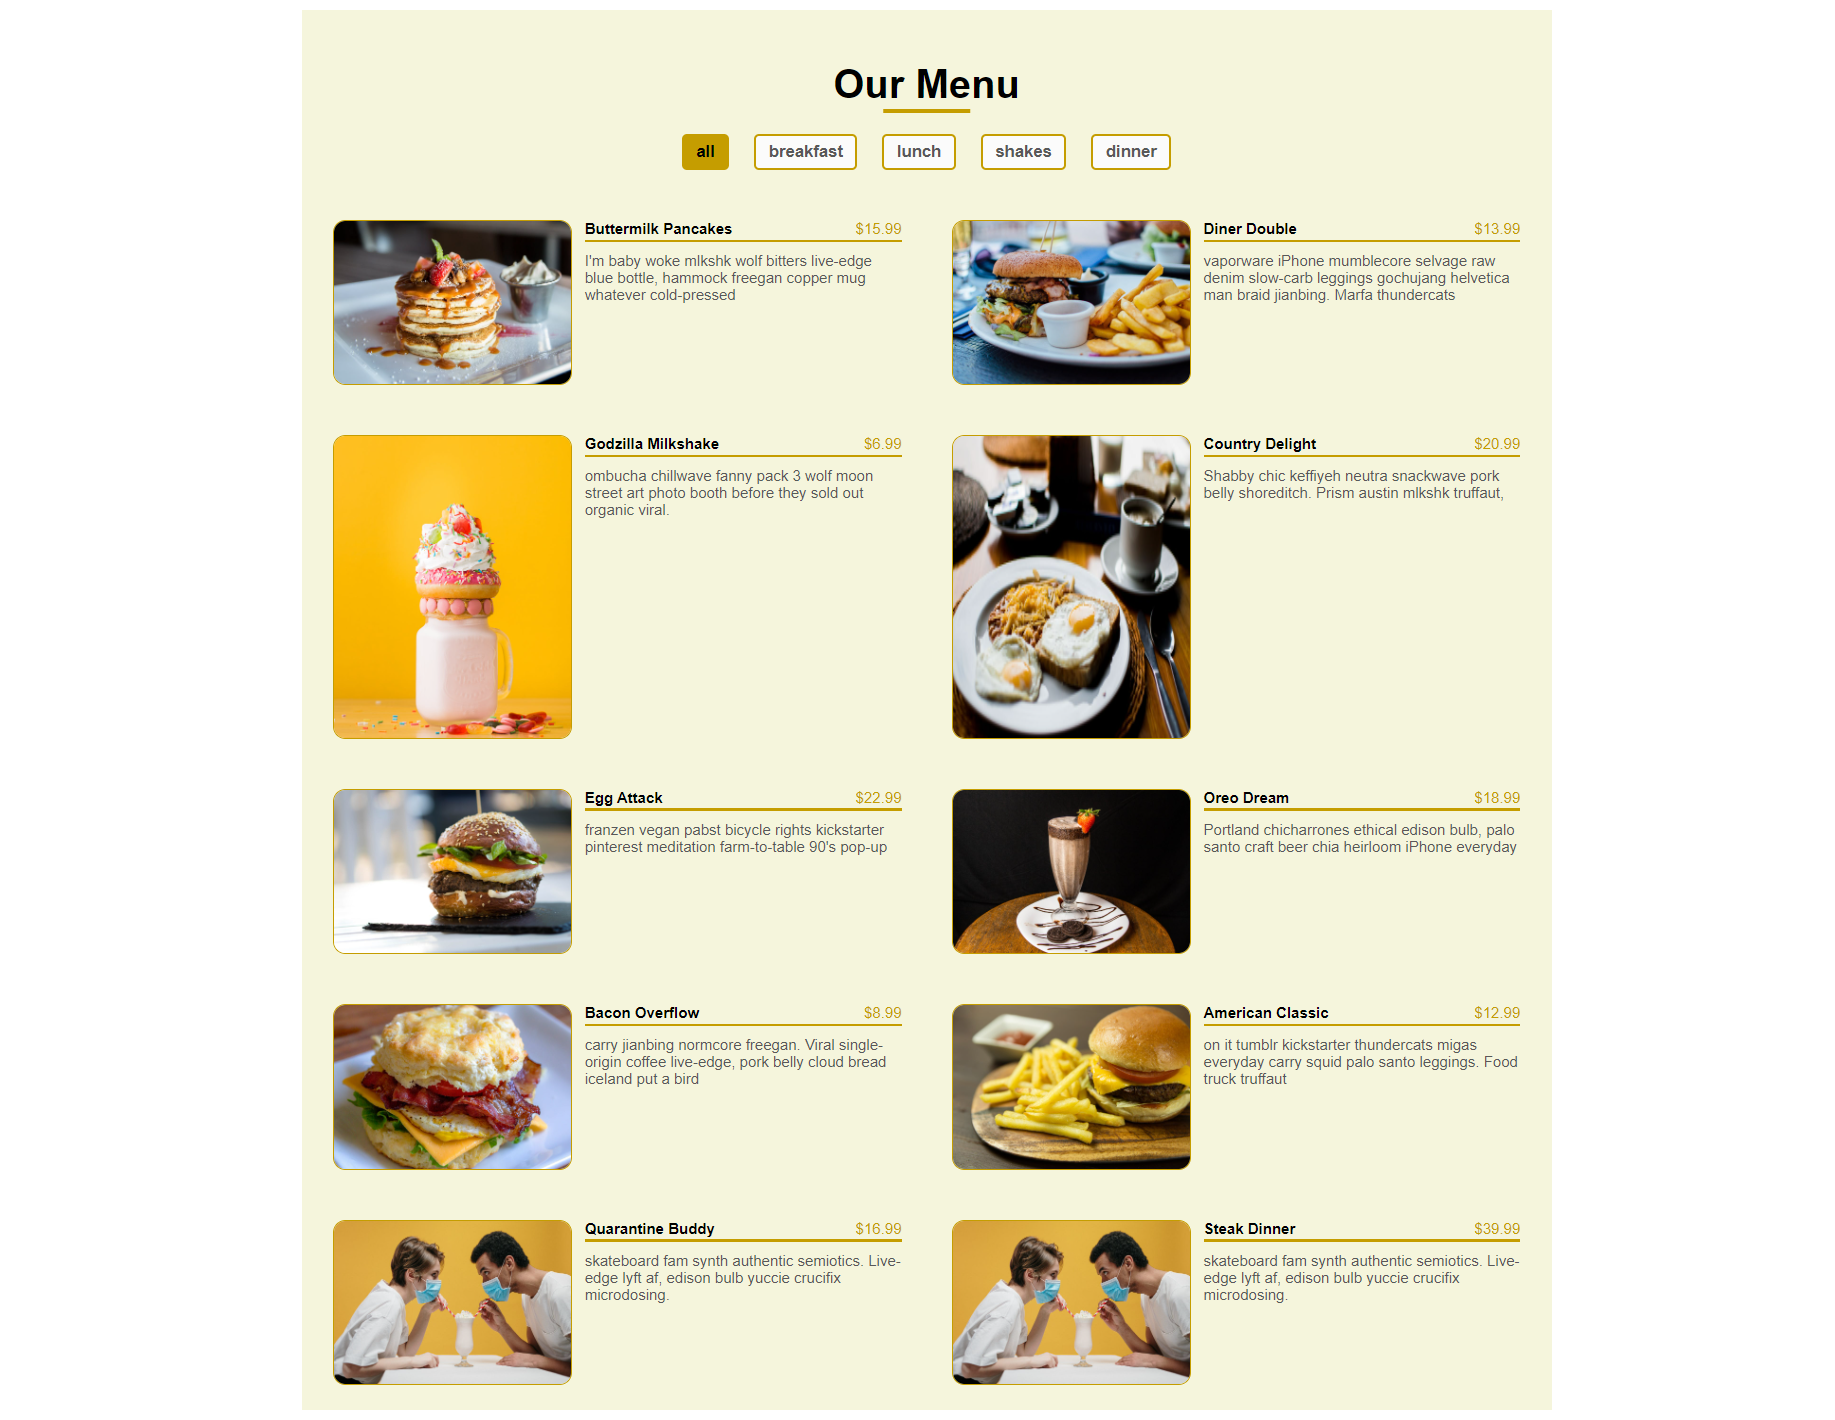 Our Menu
all
breakfast
lunch
shakes
dinner
Buttermilk Pancakes $15.99
I'm baby woke mlkshk wolf bitters live-edge
blue bottle, hammock freegan copper mug
whatever cold-pressed
Diner Double $13.99
vaporware iPhone mumblecore selvage raw
denim slow-carb leggings gochujang helvetica
man braid jianbing. Marfa thundercats
Godzilla Milkshake $6.99
ombucha chillwave fanny pack 3 wolf moon
street art photo booth before they sold out
organic viral.
Country Delight $20.99
Shabby chic keffiyeh neutra snackwave pork
belly shoreditch. Prism austin mlkshk truffaut,
Egg Attack $22.99
franzen vegan pabst bicycle rights kickstarter
pinterest meditation farm-to-table 90's pop-up
Oreo Dream $18.99
Portland chicharrones ethical edison bulb, palo
santo craft beer chia heirloom iPhone everyday
Bacon Overflow $8.99
carry jianbing normcore freegan. Viral single-
origin coffee live-edge, pork belly cloud bread
iceland put a bird
American Classic $12.99
on it tumblr kickstarter thundercats migas
everyday carry squid palo santo leggings. Food
truck truffaut
Quarantine Buddy $16.99
skateboard fam synth authentic semiotics. Live-
edge lyft af, edison bulb yuccie crucifix
microdosing.
Steak Dinner $39.99
skateboard fam synth authentic semiotics. Live-
edge lyft af, edison bulb yuccie crucifix
microdosing.